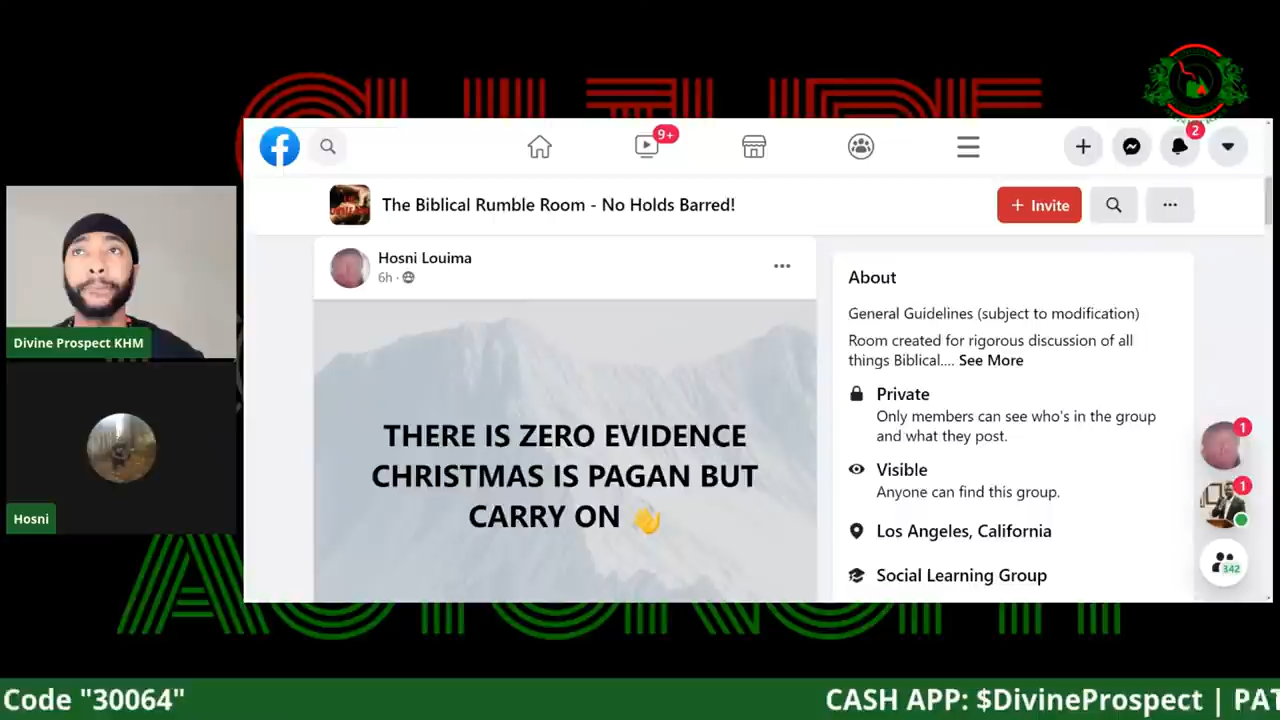 9+
2
The Biblical Rumble Room - No Holds Barred!
+ Invite
Hosni Louima
6h ·
THERE IS ZERO EVIDENCE
CHRISTMAS IS PAGAN BUT
CARRY ON 👋
About
General Guidelines (subject to modification)
Room created for rigorous discussion of all
things Biblical.... See More
Private
Only members can see who's in the group
and what they post.
Visible
Anyone can find this group.
Los Angeles, California
Social Learning Group
1
1
342
Divine Prospect KHM
Hosni
Code "30064"
CASH APP: $DivineProspect | PAT